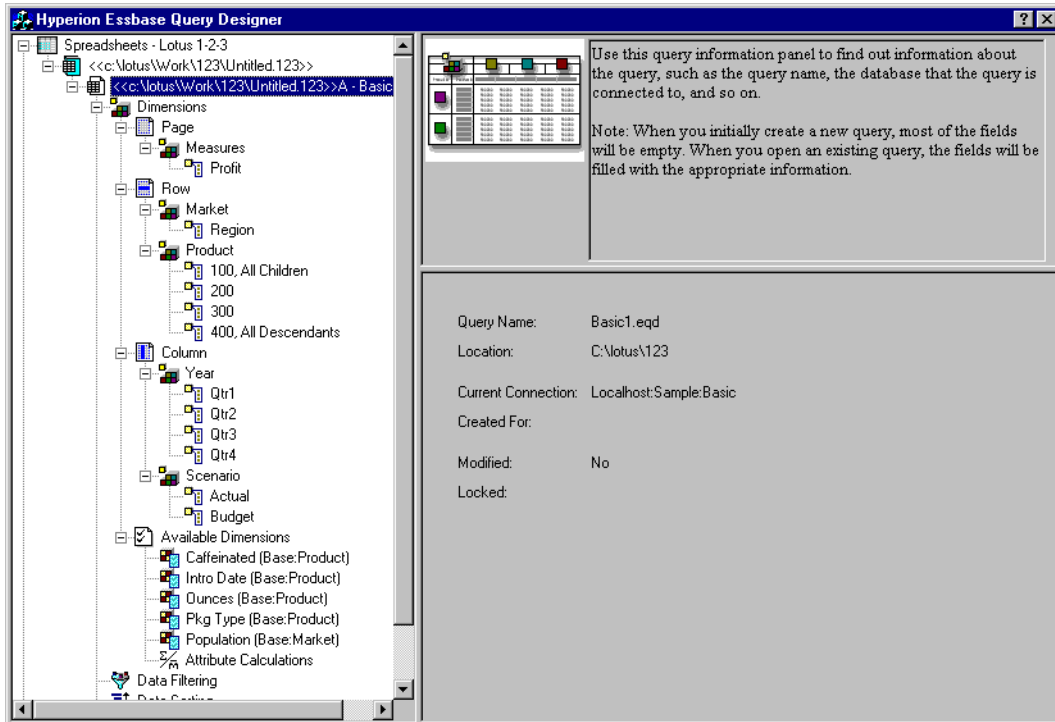 Hyperion Essbase Query Designer
Spreadsheets - Lotus 1-2-3
<<c:\lotus\Work\123\Untitled.123>>
<<c:\lotus\Work\123\Untitled.123>>A - Basic
Dimensions
Page
Measures
Profit
Row
Market
Region
Product
100, All Children
200
300
400, All Descendants
Column
Year
Qtr1
Qtr2
Qtr3
Qtr4
Scenario
Actual
Budget
Available Dimensions
Caffeinated (Base:Product)
Intro Date (Base:Product)
Ounces (Base:Product)
Pkg Type (Base:Product)
Population (Base:Market)
Attribute Calculations
Data Filtering
Use this query information panel to find out information about
the query, such as the query name, the database that the query is
connected to, and so on.
Note: When you initially create a new query, most of the fields
will be empty. When you open an existing query, the fields will be
filled with the appropriate information.
Query Name: Basic1.eqd
Location: C:\lotus\123
Current Connection: Localhost:Sample:Basic
Created For:
Modified: No
Locked: